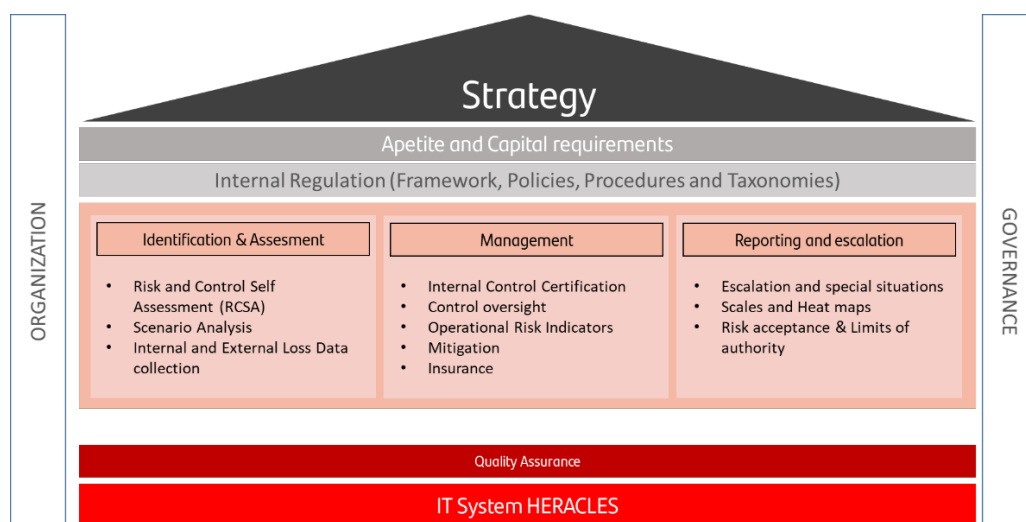 Strategy
Apetite and Capital requirements
Internal Regulation (Framework, Policies, Procedures and Taxonomies)
ORGANIZATION
Identification & Assesment
• Risk and Control Self
Assessment (RCSA)
• Scenario Analysis
• Internal and External Loss Data
collection
Management
• Internal Control Certification
• Control oversight
• Operational Risk Indicators
• Mitigation
• Insurance
Reporting and escalation
• Escalation and special situations
• Scales and Heat maps
• Risk acceptance & Limits of
authority
GOVERNANCE
Quality Assurance
IT System HERACLES